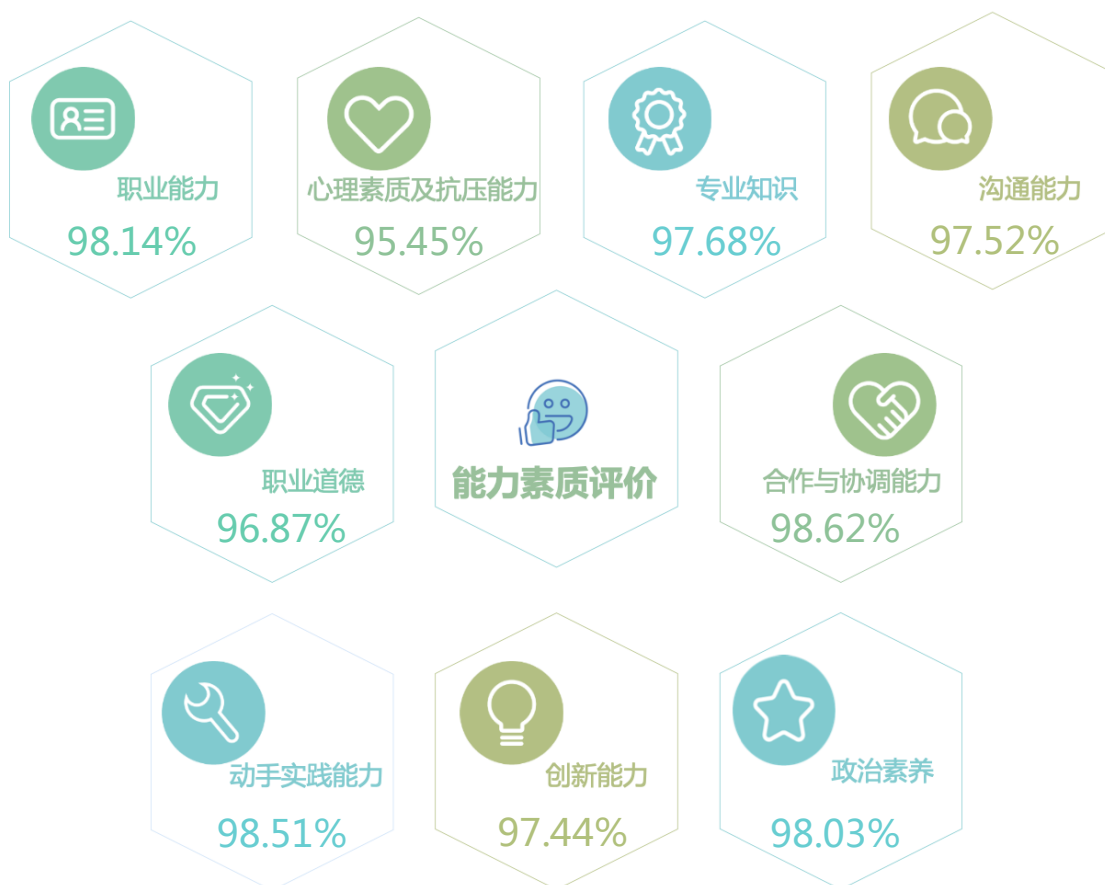 职业能力
98.14%
心理素质及抗压能力
95.45%
专业知识
97.68%
沟通能力
97.52%
职业道德
96.87%
能力素质评价
合作与协调能力
98.62%
动手实践能力
98.51%
创新能力
97.44%
政治素养
98.03%